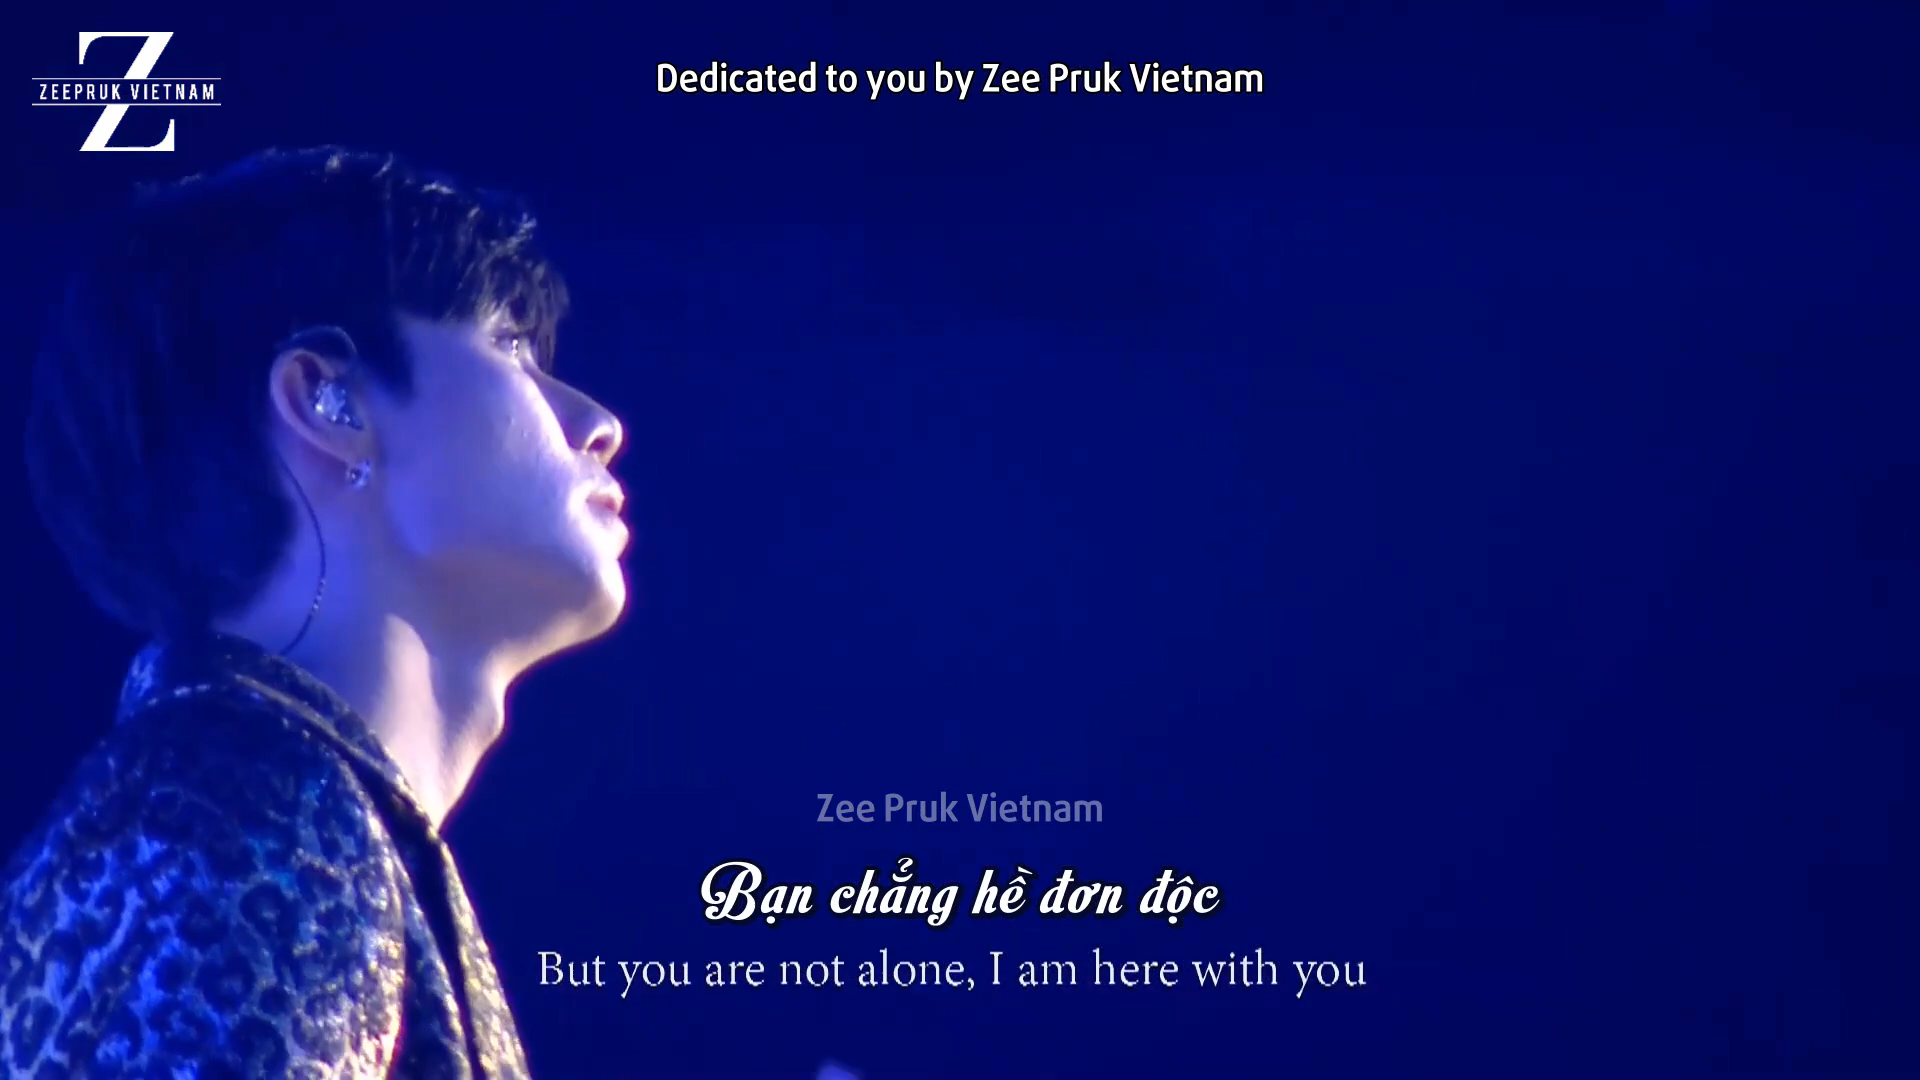 ZEEPRUK VIETNAM
Dedicated to you by Zee Pruk Vietnam
Zee Pruk Vietnam
Bạn chẳng hề đơn độc
But you are not alone, I am here with you